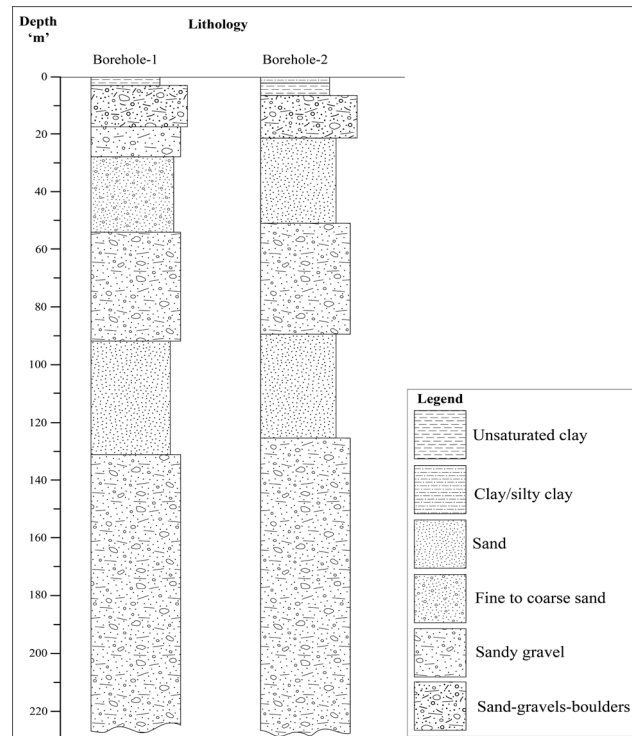 Depth
‘m’
Lithology
Borehole-1
Borehole-2
0
20
40
60
80
100
120
140
160
180
200
220
Legend
Unsaturated clay
Clay/silty clay
Sand
Fine to coarse sand
Sandy gravel
Sand-gravels-boulders